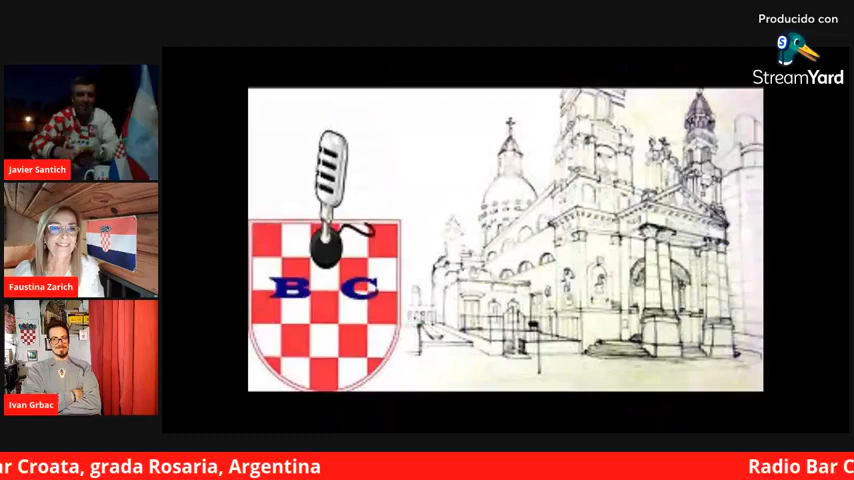 Producido con
StreamYard
Javier Santich
Faustina Zarich
Ivan Grbac
B C
ar Croata, grada Rosaria, Argentina
Radio Bar C